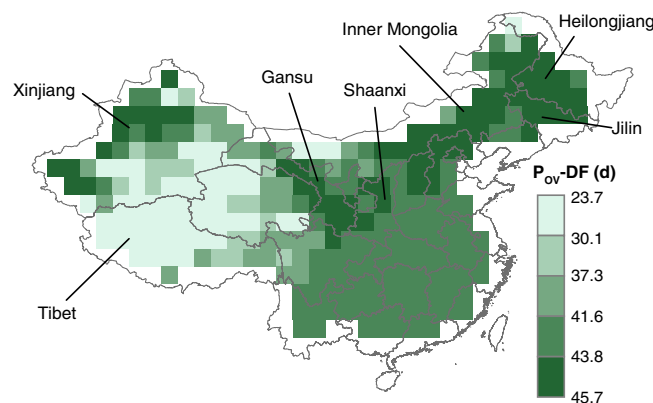 Inner Mongolia
Heilongjiang
Xinjiang
Gansu
Shaanxi
Jilin
Tibet
P_OV-DF (d)
23.7
30.1
37.3
41.6
43.8
45.7